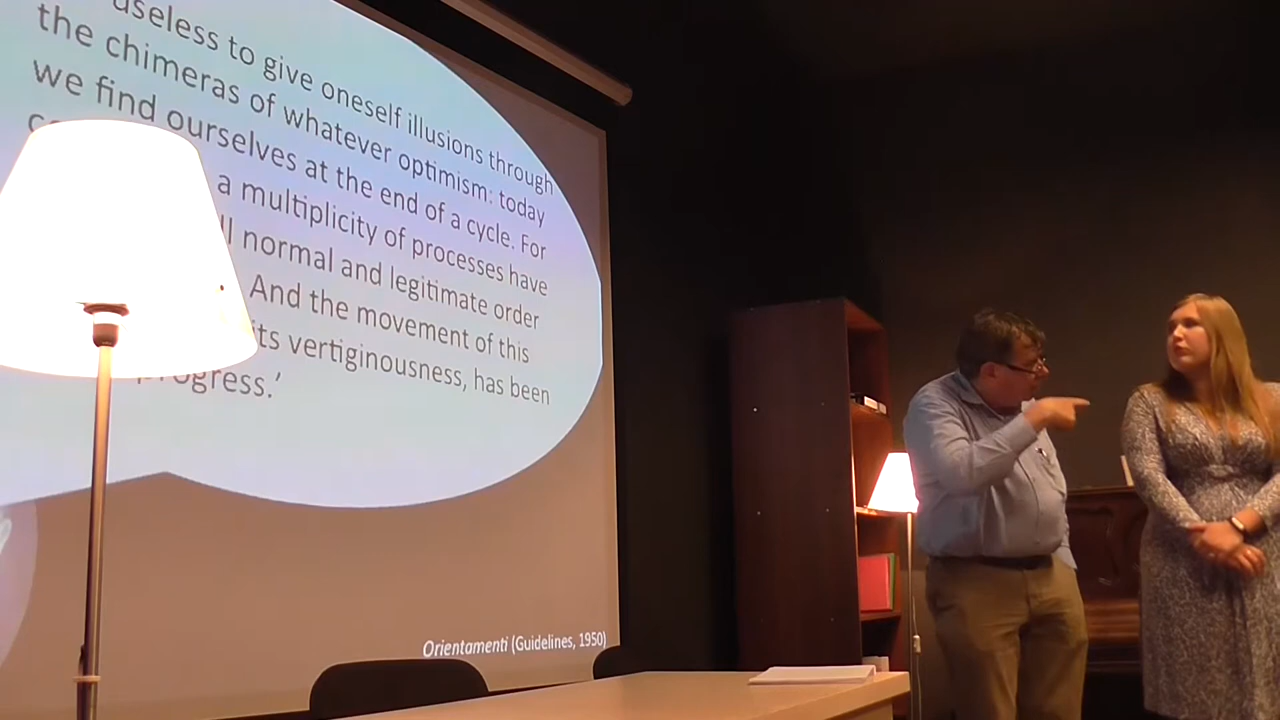 useless to give oneself illusions through
the chimeras of whatever optimism: today
we find ourselves at the end of a cycle. For
a multiplicity of processes have
normal and legitimate order
And the movement of this
its vertiginousness, has been
progress.’
Orientamenti (Guidelines, 1950)